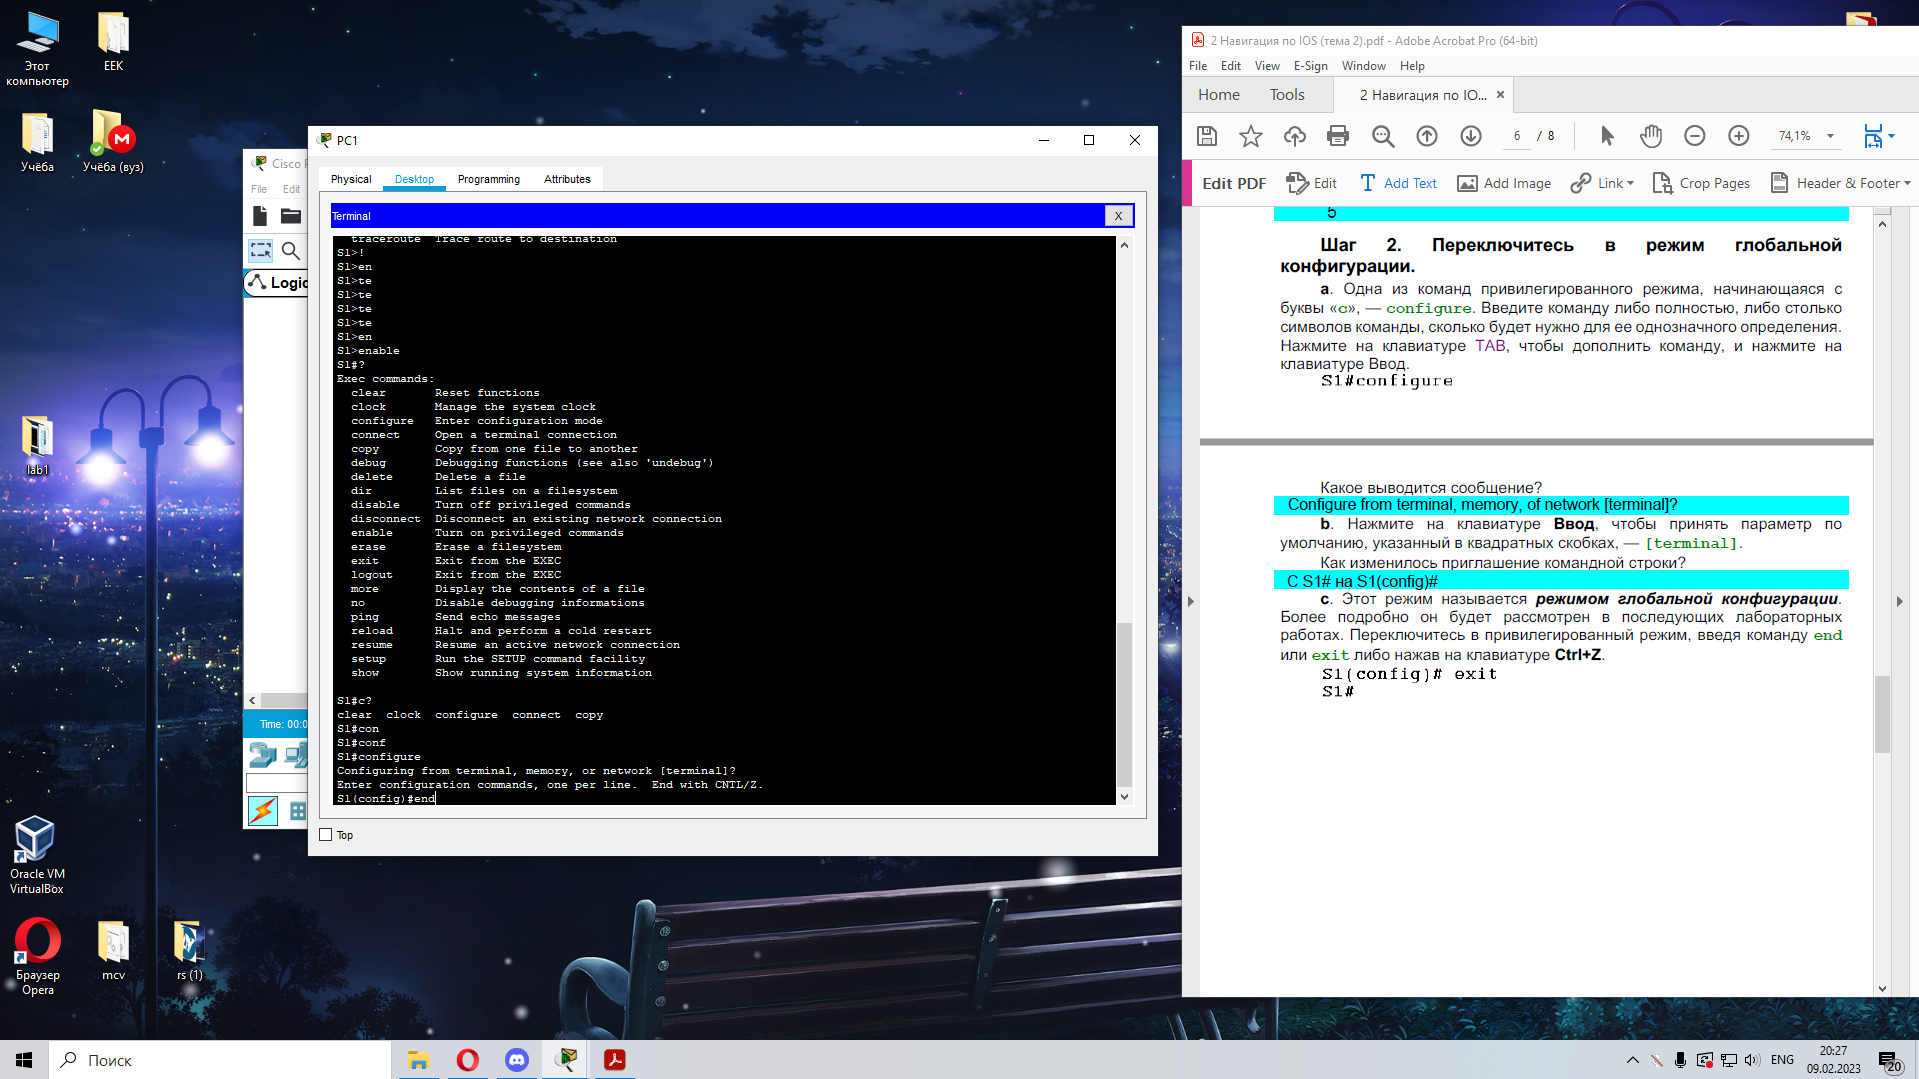 Этот
компьютер
EEK
Учёба
Учёба (вуз)
lab1
Oracle VM
VirtualBox
Браузер
Opera
mcv
rs (1)
Cisco P
File Edit
Logic
Time: 00:0
PC1
Physical Desktop Programming Attributes
Terminal
X
traceroute Trace route to destination
S1>!
S1>en
S1>te
S1>te
S1>te
S1>te
S1>en
S1>enable
S1#?
Exec commands:
clear Reset functions
clock Manage the system clock
configure Enter configuration mode
connect Open a terminal connection
copy Copy from one file to another
debug Debugging functions (see also 'undebug')
delete Delete a file
dir List files on a filesystem
disable Turn off privileged commands
disconnect Disconnect an existing network connection
enable Turn on privileged commands
erase Erase a filesystem
exit Exit from the EXEC
logout Exit from the EXEC
more Display the contents of a file
no Disable debugging informations
ping Send echo messages
reload Halt and perform a cold restart
resume Resume an active network connection
setup Run the SETUP command facility
show Show running system information
S1#c?
clear clock configure connect copy
S1#con
S1#conf
S1#configure
Configuring from terminal, memory, or network [terminal]?
Enter configuration commands, one per line. End with CNTL/Z.
S1(config)#end
Top
2 Навигация по IOS (тема 2).pdf - Adobe Acrobat Pro (64-bit)
File Edit View E-Sign Window Help
Home Tools 2 Навигация по IO... ×
6 / 8 74,1%
Edit PDF Edit Add Text Add Image Link Crop Pages Header & Footer
5
Шаг 2. Переключитесь в режим глобальной
конфигурации.
a. Одна из команд привилегированного режима, начинающаяся с
буквы «c», — configure. Введите команду либо полностью, либо столько
символов команды, сколько будет нужно для ее однозначного определения.
Нажмите на клавиатуре TAB, чтобы дополнить команду, и нажмите на
клавиатуре Ввод.
S1#configure
Какое выводится сообщение?
Configure from terminal, memory, of network [terminal]?
b. Нажмите на клавиатуре Ввод, чтобы принять параметр по
умолчанию, указанный в квадратных скобках, — [terminal].
Как изменилось приглашение командной строки?
С S1# на S1(config)#
c. Этот режим называется режимом глобальной конфигурации.
Более подробно он будет рассмотрен в последующих лабораторных
работах. Переключитесь в привилегированный режим, введя команду end
или exit либо нажав на клавиатуре Ctrl+Z.
S1(config)# exit
S1#
Поиск
ENG
20:27
09.02.2023
20